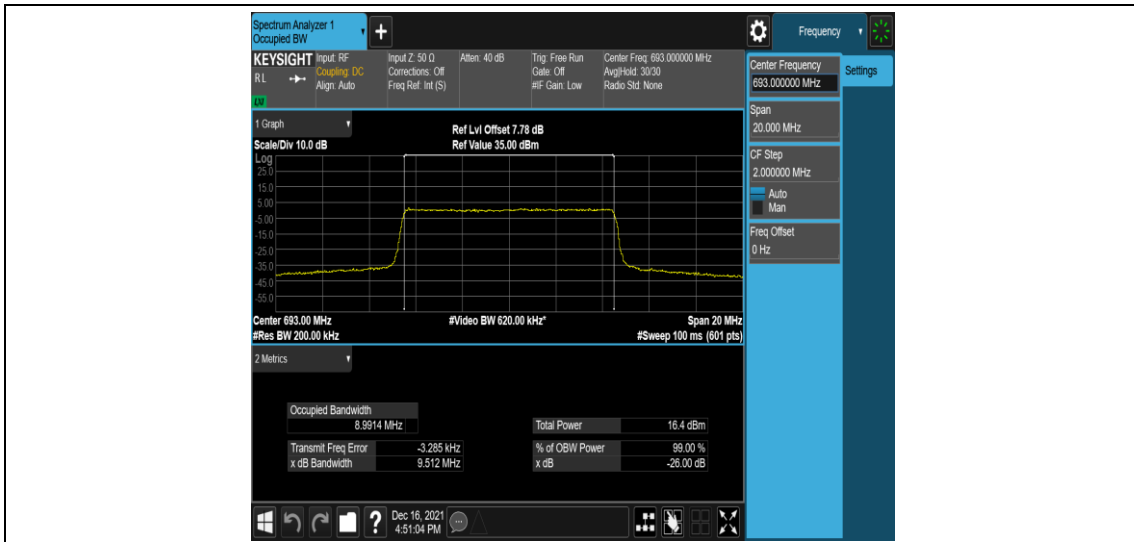 Spectrum Analyzer 1
Occupied BW
+
Frequency
KEYSIGHT
RL
LXI
Input: RF
Coupling: DC
Align: Auto
Input Z: 50 Ω
Corrections: Off
Freq Ref: Int (S)
Atten: 40 dB
Trig: Free Run
Gate: Off
#IF Gain: Low
Center Freq: 693.000000 MHz
Avg|Hold: 30/30
Radio Std: None
Center Frequency
693.000000 MHz
Settings
Span
20.000 MHz
CF Step
2.000000 MHz
Auto
Man
Freq Offset
0 Hz
1 Graph
Ref Lvl Offset 7.78 dB
Scale/Div 10.0 dB
Ref Value 35.00 dBm
Log
25.0
15.0
5.00
-5.00
-15.0
-25.0
-35.0
-45.0
-55.0
Center 693.00 MHz
#Video BW 620.00 kHz*
Span 20 MHz
#Res BW 200.00 kHz
#Sweep 100 ms (601 pts)
2 Metrics
Occupied Bandwidth
8.9914 MHz
Total Power 16.4 dBm
Transmit Freq Error -3.285 kHz
% of OBW Power 99.00 %
x dB Bandwidth 9.512 MHz
x dB -26.00 dB
?
Dec 16, 2021
4:51:04 PM